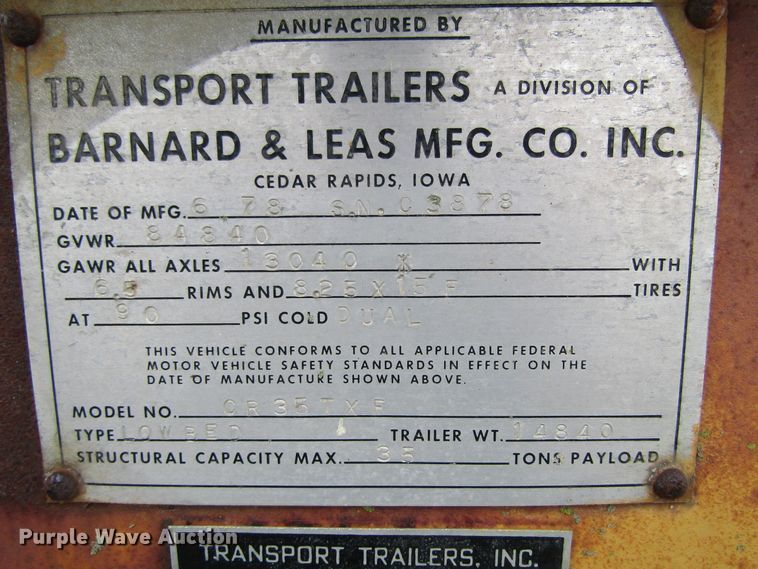 MANUFACTURED BY
TRANSPORT TRAILERS A DIVISION OF
BARNARD & LEAS MFG. CO. INC.
CEDAR RAPIDS, IOWA
DATE OF MFG. 6 78 S.N. C3878
GVWR 84840
GAWR ALL AXLES 13040 X WITH
6.5 RIMS AND 8.25X15 F TIRES
AT 90 PSI COLD DUAL
THIS VEHICLE CONFORMS TO ALL APPLICABLE FEDERAL
MOTOR VEHICLE SAFETY STANDARDS IN EFFECT ON THE
DATE OF MANUFACTURE SHOWN ABOVE.
MODEL NO. CR35TXF
TYPE LOWBED TRAILER WT. 14840
STRUCTURAL CAPACITY MAX. 35 TONS PAYLOAD
Purple Wave Auction
TRANSPORT TRAILERS, INC.